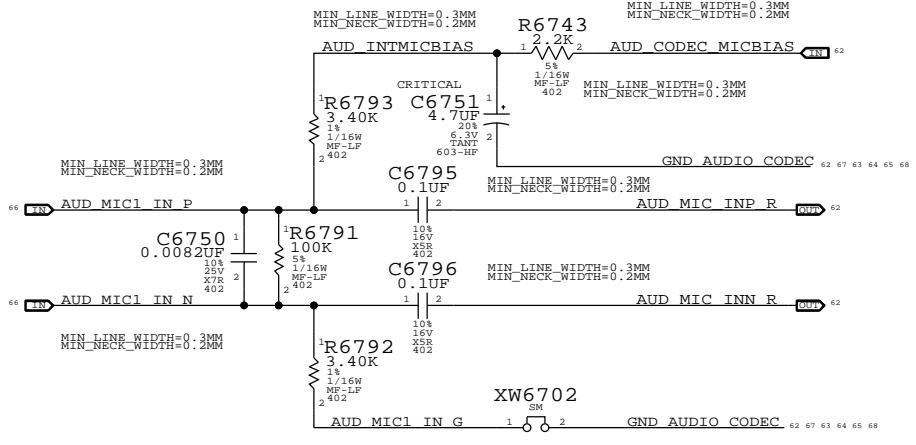 MIN_LINE_WIDTH=0.3MM
MIN_NECK_WIDTH=0.2MM
MIN_LINE_WIDTH=0.3MM
MIN_NECK_WIDTH=0.2MM
R6743
2.2K
AUD_INTMICBIAS
1
2
AUD_CODEC_MICBIAS
IN
62
5%
1/16W
MF-LF
402
MIN_LINE_WIDTH=0.3MM
MIN_NECK_WIDTH=0.2MM
CRITICAL
C6751
4.7UF
20%
6.3V
TANT
603-HF
1
+
2
1
R6793
3.40K
1%
1/16W
MF-LF
402
2
GND_AUDIO_CODEC
62 67 63 64 65 68
MIN_LINE_WIDTH=0.3MM
MIN_NECK_WIDTH=0.2MM
C6795
0.1UF
MIN_LINE_WIDTH=0.3MM
MIN_NECK_WIDTH=0.2MM
66
IN
AUD_MIC1_IN_P
1
2
AUD_MIC_INP_R
OUT
62
10%
16V
X5R
402
C6750
0.0082UF
10%
25V
X7R
402
1
2
1
R6791
100K
5%
1/16W
MF-LF
402
2
C6796
0.1UF
MIN_LINE_WIDTH=0.3MM
MIN_NECK_WIDTH=0.2MM
66
IN
AUD_MIC1_IN_N
1
2
AUD_MIC_INN_R
OUT
62
10%
16V
X5R
402
MIN_LINE_WIDTH=0.3MM
MIN_NECK_WIDTH=0.2MM
1
R6792
3.40K
1%
1/16W
MF-LF
402
2
XW6702
SM
AUD_MIC1_IN_G
1
2
GND_AUDIO_CODEC
62 67 63 64 65 68